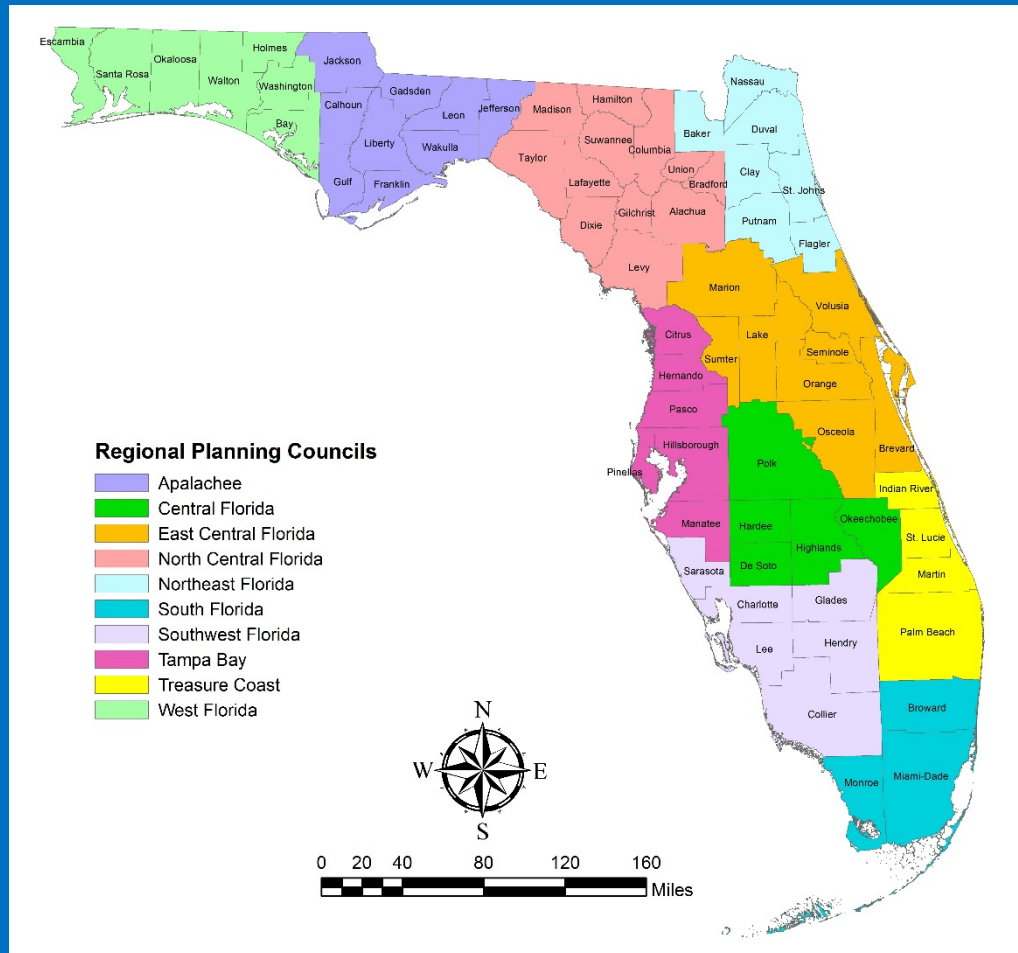 Escambia
Santa Rosa
Okaloosa
Walton
Holmes
Washington
Bay
Jackson
Calhoun
Gulf
Liberty
Gadsden
Franklin
Leon
Wakulla
Jefferson
Madison
Taylor
Hamilton
Suwannee
Lafayette
Dixie
Columbia
Gilchrist
Union
Bradford
Alachua
Levy
Baker
Nassau
Duval
Clay
St. Johns
Putnam
Flagler
Marion
Volusia
Lake
Sumter
Seminole
Orange
Osceola
Brevard
Citrus
Hernando
Pasco
Hillsborough
Pinellas
Manatee
Polk
Hardee
De Soto
Highlands
Okeechobee
Indian River
St. Lucie
Martin
Palm Beach
Sarasota
Charlotte
Glades
Lee
Hendry
Collier
Broward
Miami-Dade
Monroe
Regional Planning Councils
Apalachee
Central Florida
East Central Florida
North Central Florida
Northeast Florida
South Florida
Southwest Florida
Tampa Bay
Treasure Coast
West Florida
N
W E
S
0 20 40 80 120 160
Miles